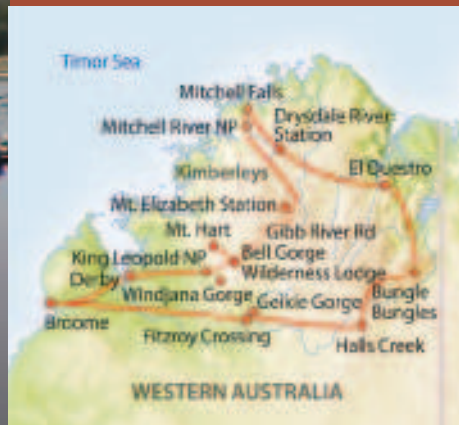 Timor Sea
Mitchell Falls
Mitchell River NP
Drysdale River
Station
El Questro
Kimberleys
Mt. Elizabeth Station
Gibb River Rd
Mt. Hart
Bell Gorge
King Leopold NP
Wilderness Lodge
Derby
Windjana Gorge
Bungle
Bungles
Geikie Gorge
Broome
Fitzroy Crossing
Halls Creek
WESTERN AUSTRALIA